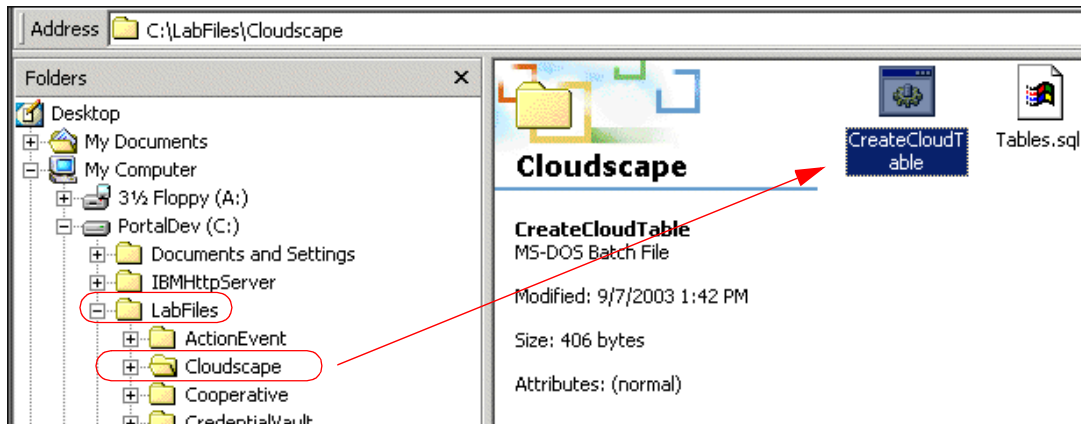 Address C:\LabFiles\Cloudscape
Folders
Desktop
My Documents
My Computer
3½ Floppy (A:)
PortalDev (C:)
Documents and Settings
IBMHttpServer
LabFiles
ActionEvent
Cloudscape
Cooperative
CredentialVault
Cloudscape
CreateCloudTable
MS-DOS Batch File
Modified: 9/7/2003 1:42 PM
Size: 406 bytes
Attributes: (normal)
CreateCloudT
able
Tables.sql